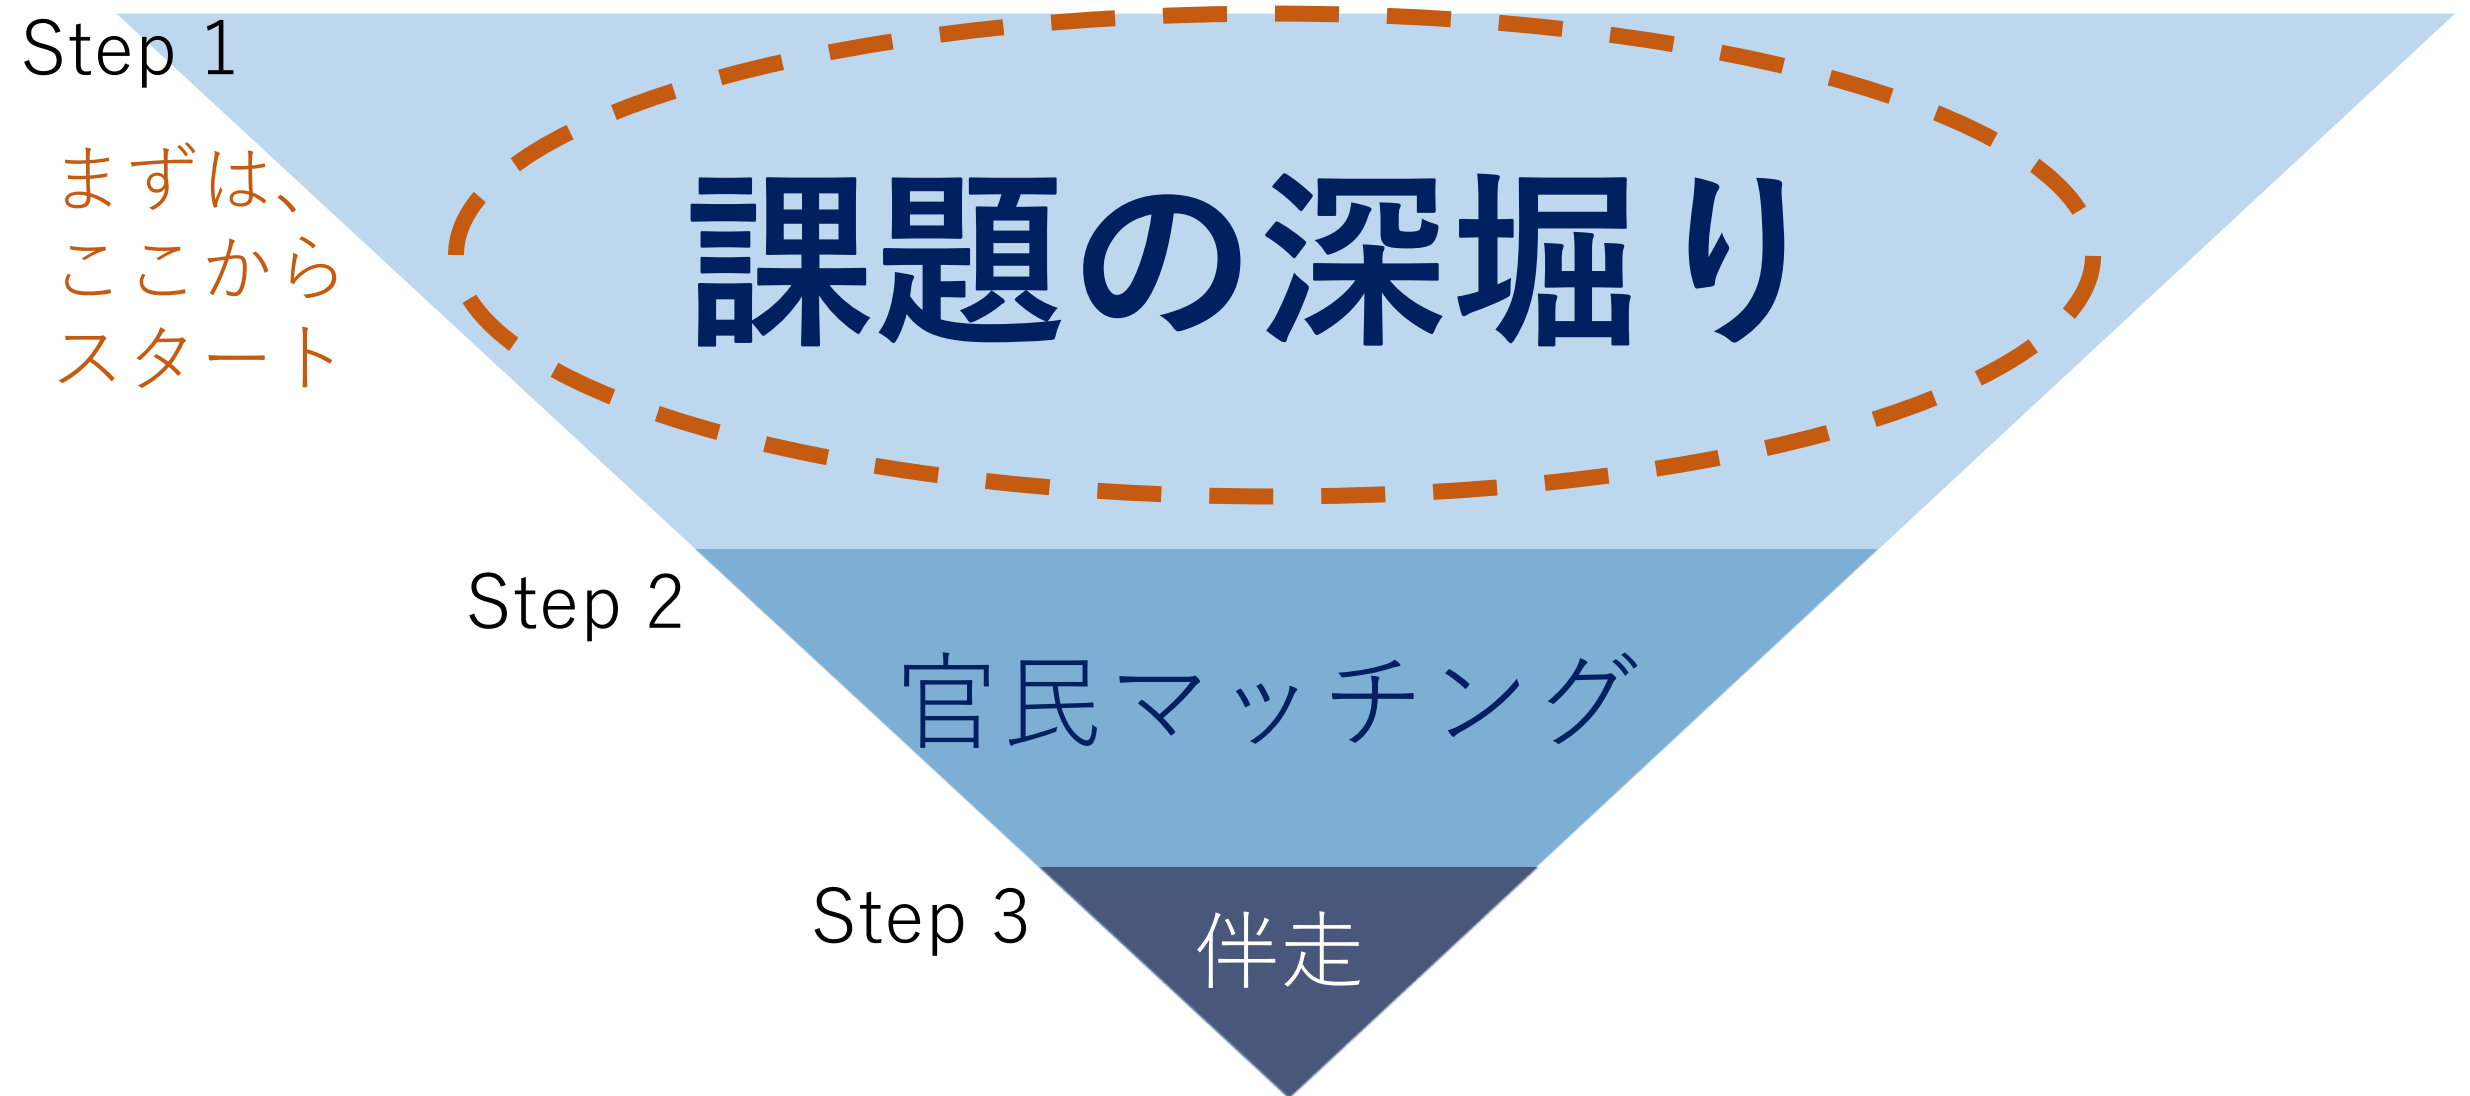 Step 1
まずは、
ここから
スタート
課題の深堀り
Step 2
官民マッチング
Step 3
伴走